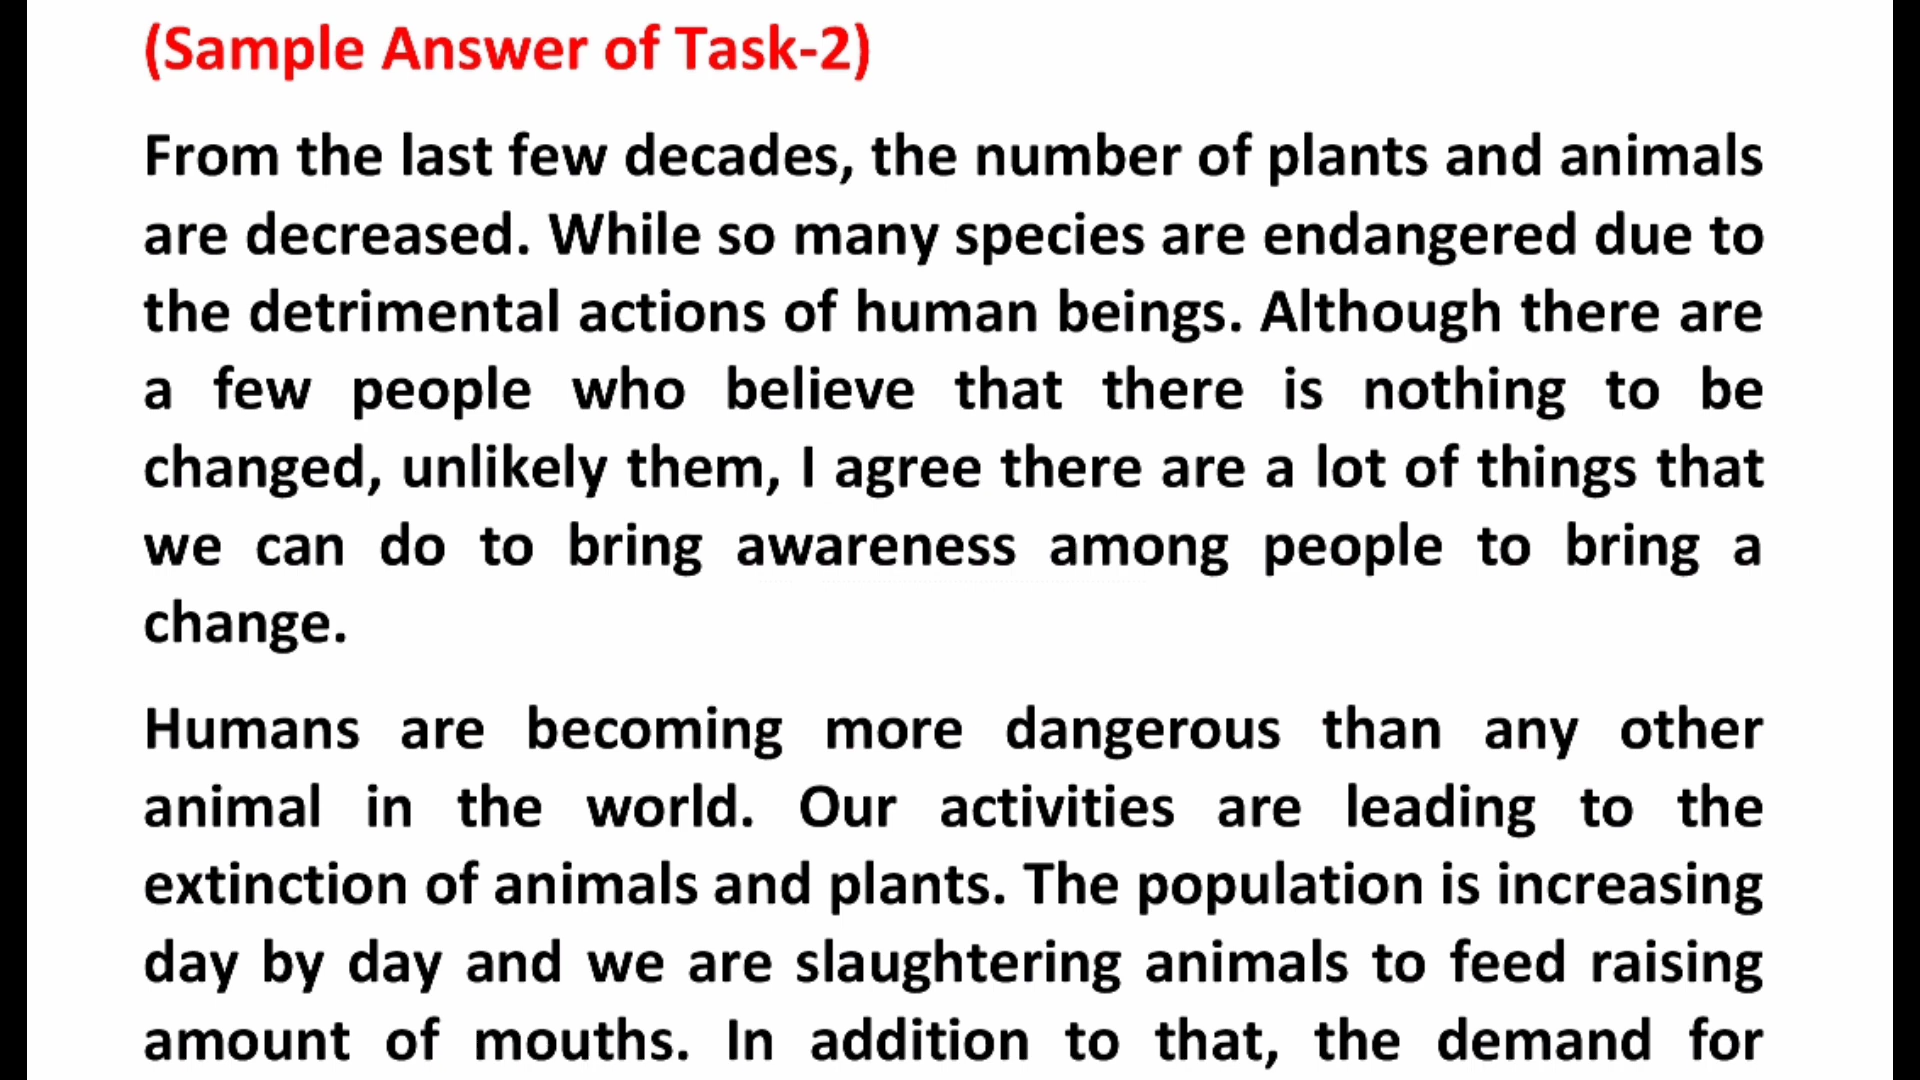 (Sample Answer of Task-2)
From the last few decades, the number of plants and animals
are decreased. While so many species are endangered due to
the detrimental actions of human beings. Although there are
a few people who believe that there is nothing to be
changed, unlikely them, I agree there are a lot of things that
we can do to bring awareness among people to bring a
change.
Humans are becoming more dangerous than any other
animal in the world. Our activities are leading to the
extinction of animals and plants. The population is increasing
day by day and we are slaughtering animals to feed raising
amount of mouths. In addition to that, the demand for